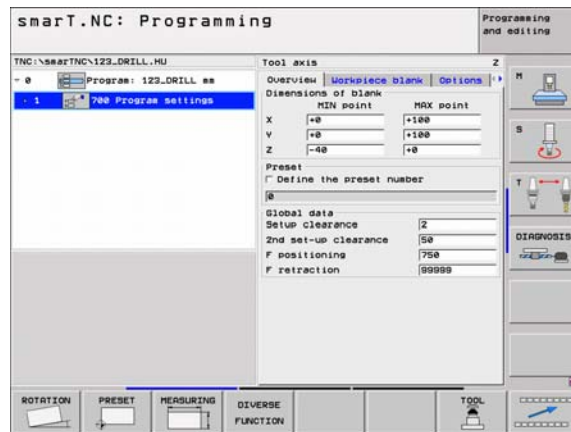 smarT.NC: Programming
Programming and editing
TNC:\smarTNC\123_DRILL.HU
Tool axis Z
- 0 Program: 123_DRILL mm
- 1 700 Program settings
Overview Workpiece blank Options
Dimensions of blank
MIN point MAX point
X +0 +100
Y +0 +100
Z -40 +0
Preset
Define the preset number
0
Global data
Setup clearance 2
2nd set-up clearance 50
F positioning 750
F retraction 99999
M
S
T
DIAGNOSIS
ROTATION
PRESET
MEASURING
DIVERSE FUNCTION
TOOL